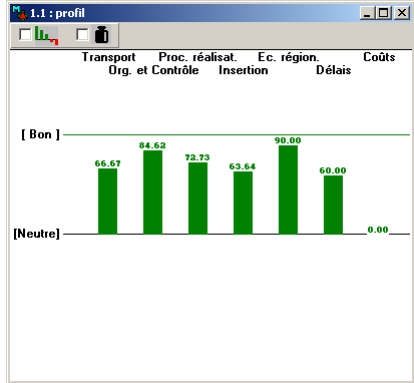 1.1 : profil
Transport Proc. réalisat. Ec. région. Coûts
Org. et Contrôle Insertion Délais
[ Bon ]
90.00
84.62
72.73
66.67
63.64
60.00
[Neutre]
0.00